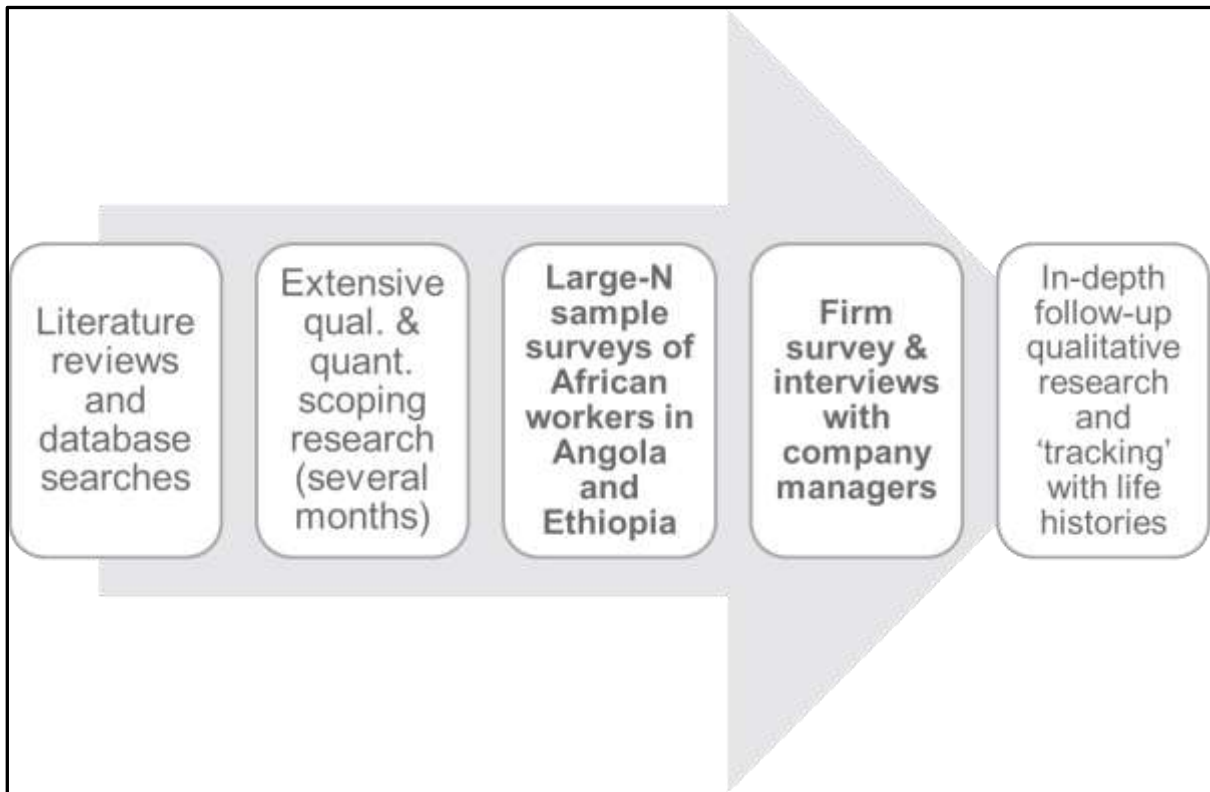 Literature
reviews
and
database
searches
Extensive
qual. &
quant.
scoping
research
(several
months)
Large-N
sample
surveys of
African
workers in
Angola
and
Ethiopia
Firm
survey &
interviews
with
company
managers
In-depth
follow-up
qualitative
research
and
‘tracking’
with life
histories